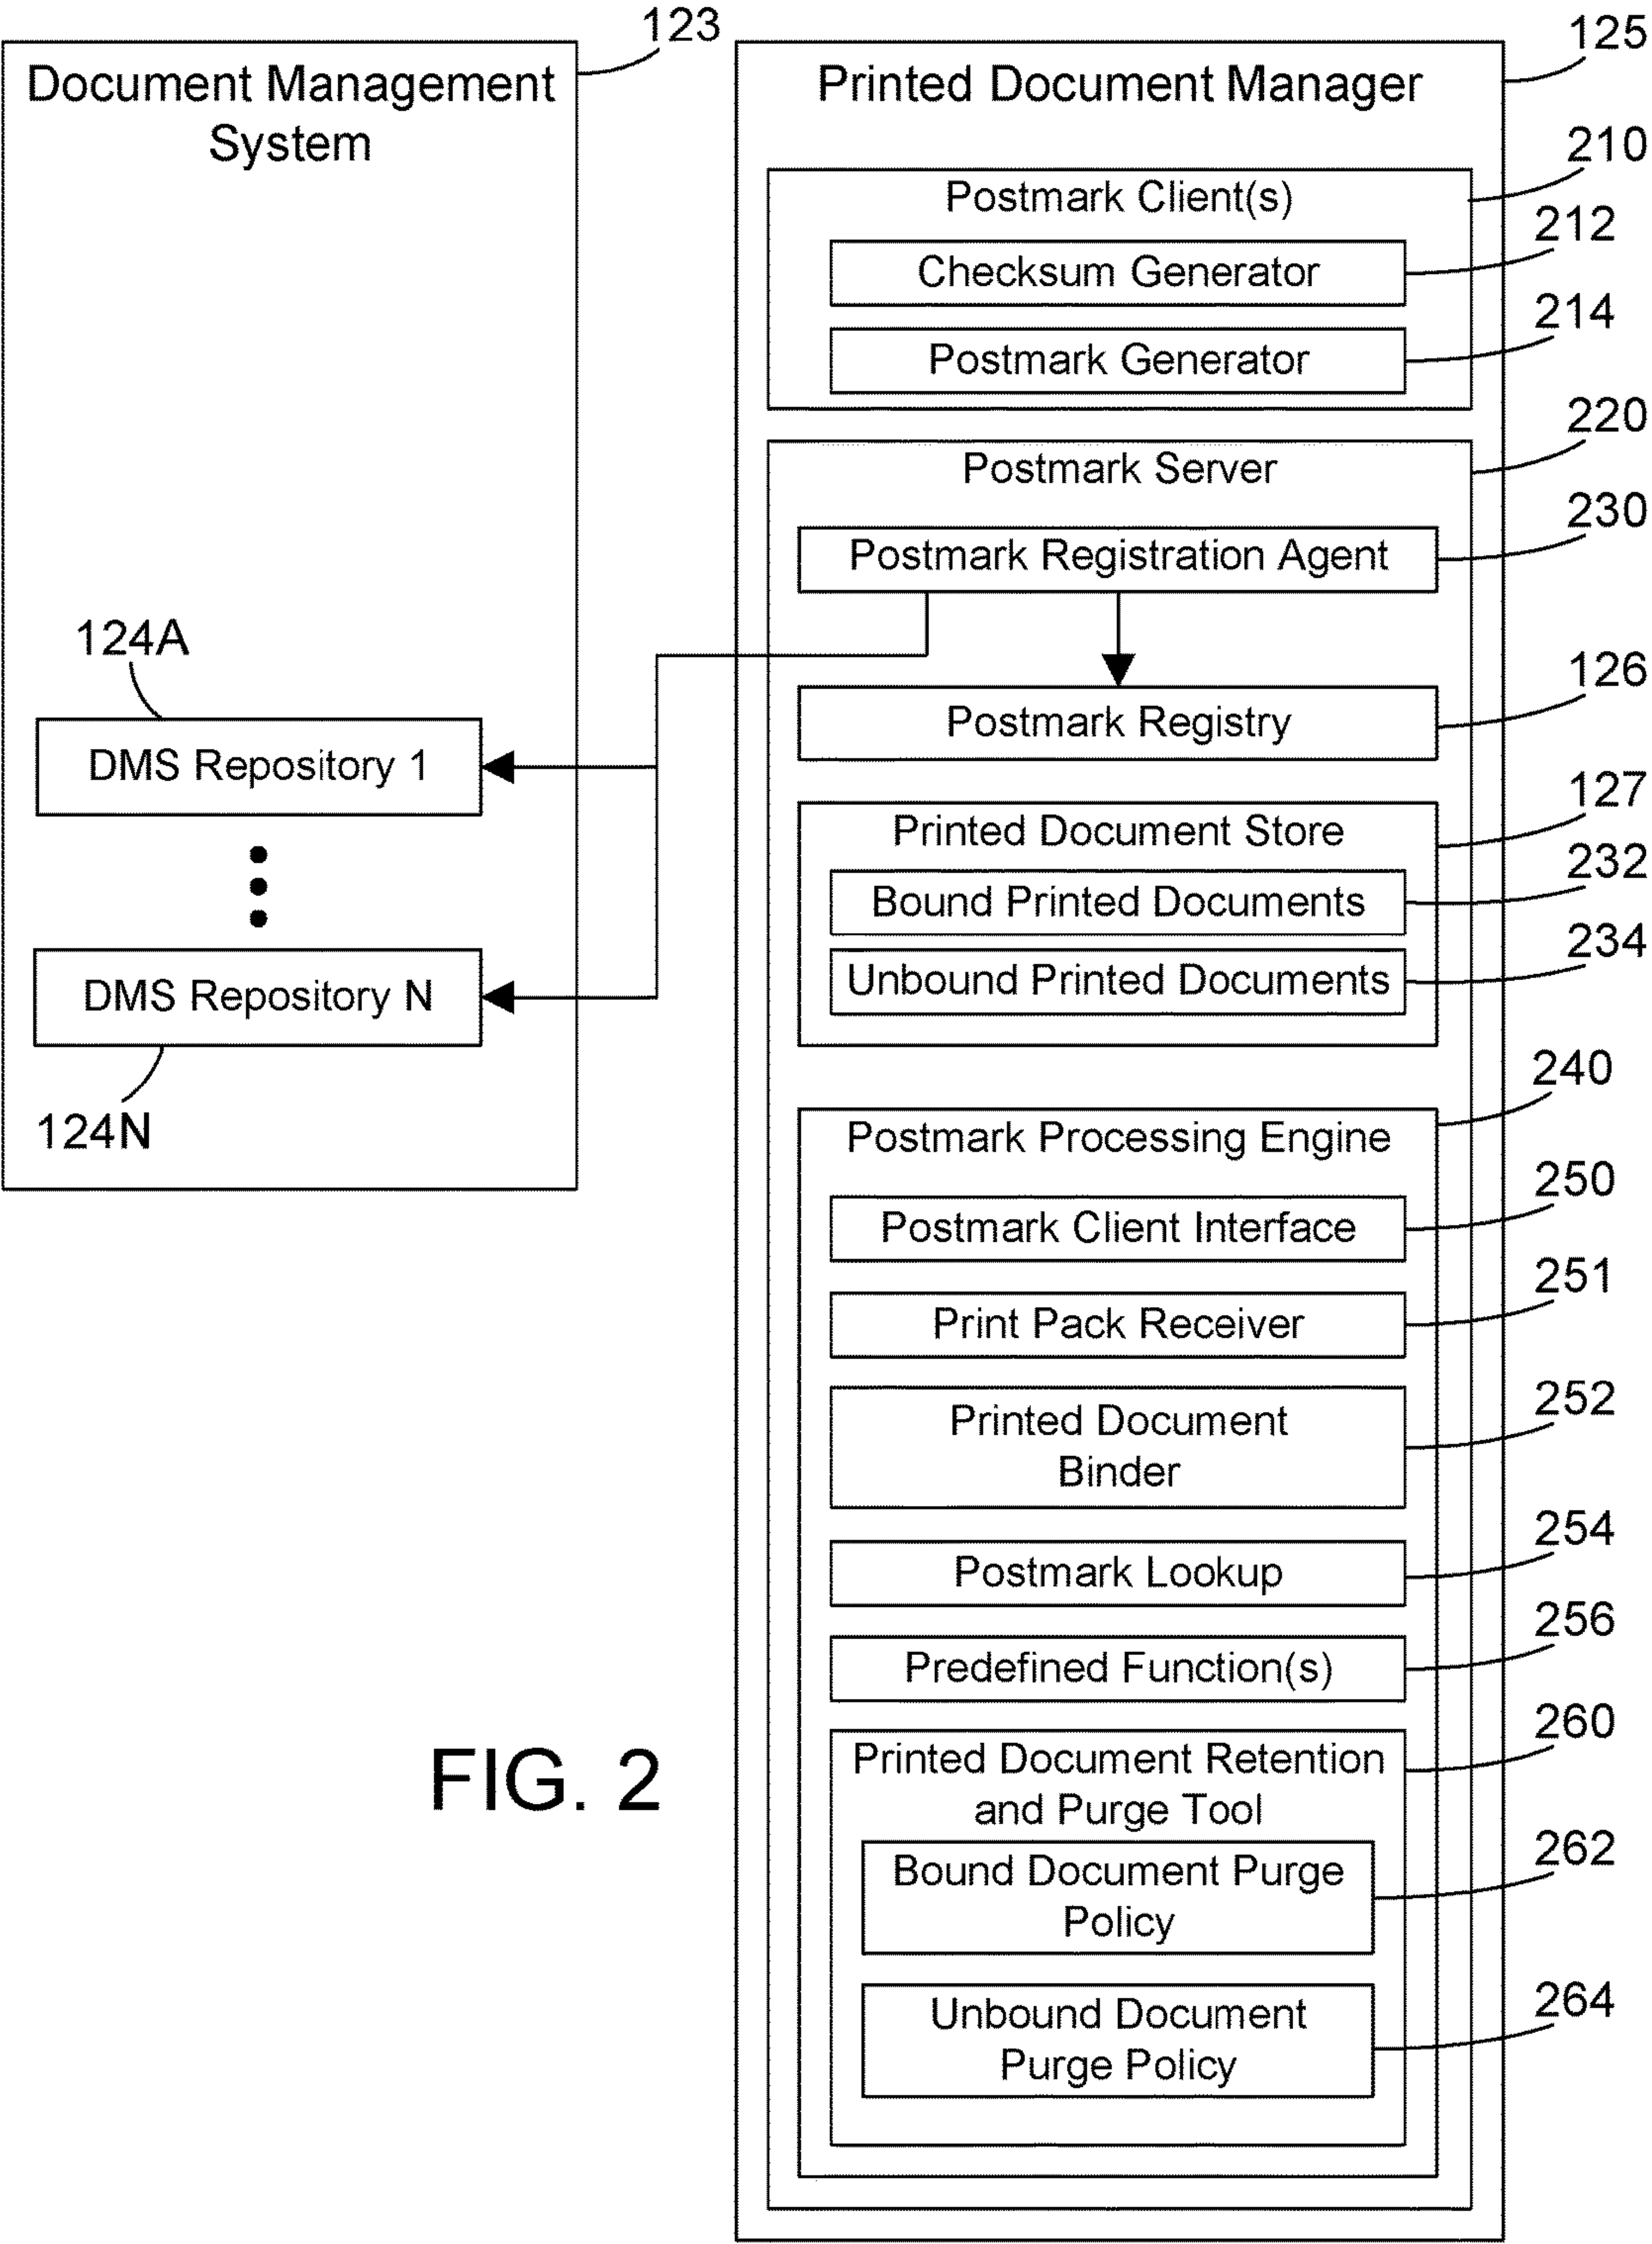 123
Document Management
System
124A
DMS Repository 1
DMS Repository N
124N
125
Printed Document Manager
210
Postmark Client(s)
212
Checksum Generator
214
Postmark Generator
220
Postmark Server
230
Postmark Registration Agent
126
Postmark Registry
127
Printed Document Store
232
Bound Printed Documents
234
Unbound Printed Documents
240
Postmark Processing Engine
250
Postmark Client Interface
251
Print Pack Receiver
252
Printed Document
Binder
254
Postmark Lookup
256
Predefined Function(s)
260
Printed Document Retention
and Purge Tool
262
Bound Document Purge
Policy
264
Unbound Document
Purge Policy
FIG. 2